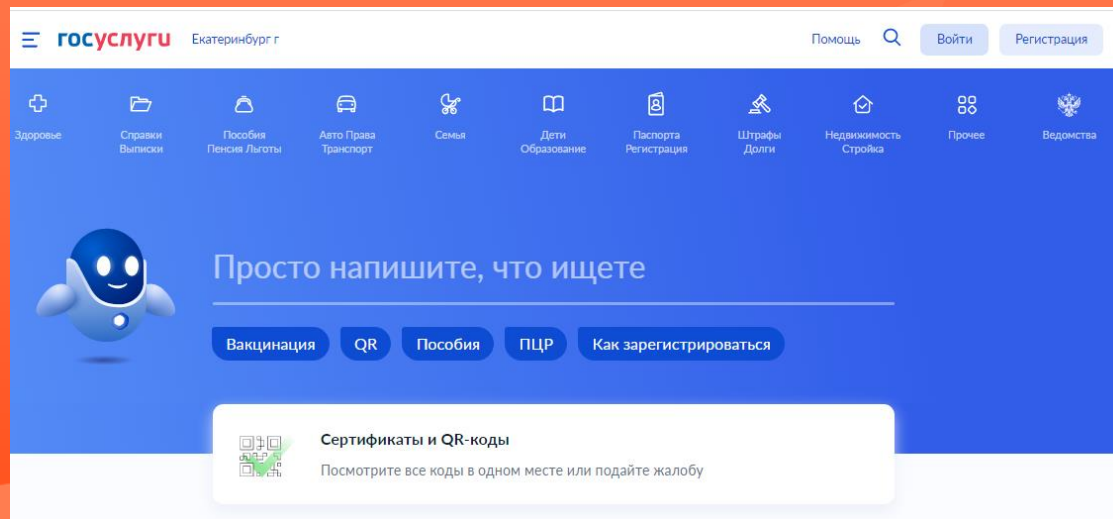 госуслуги Екатеринбург г Помощь Войти Регистрация
Здоровье
Справки
Выписки
Пособия
Пенсия Льготы
Авто Права
Транспорт
Семья
Дети
Образование
Паспорта
Регистрация
Штрафы
Долги
Недвижимость
Стройка
Прочее
Ведомства
Просто напишите, что ищете
Вакцинация QR Пособия ПЦР Как зарегистрироваться
Сертификаты и QR-коды
Посмотрите все коды в одном месте или подайте жалобу